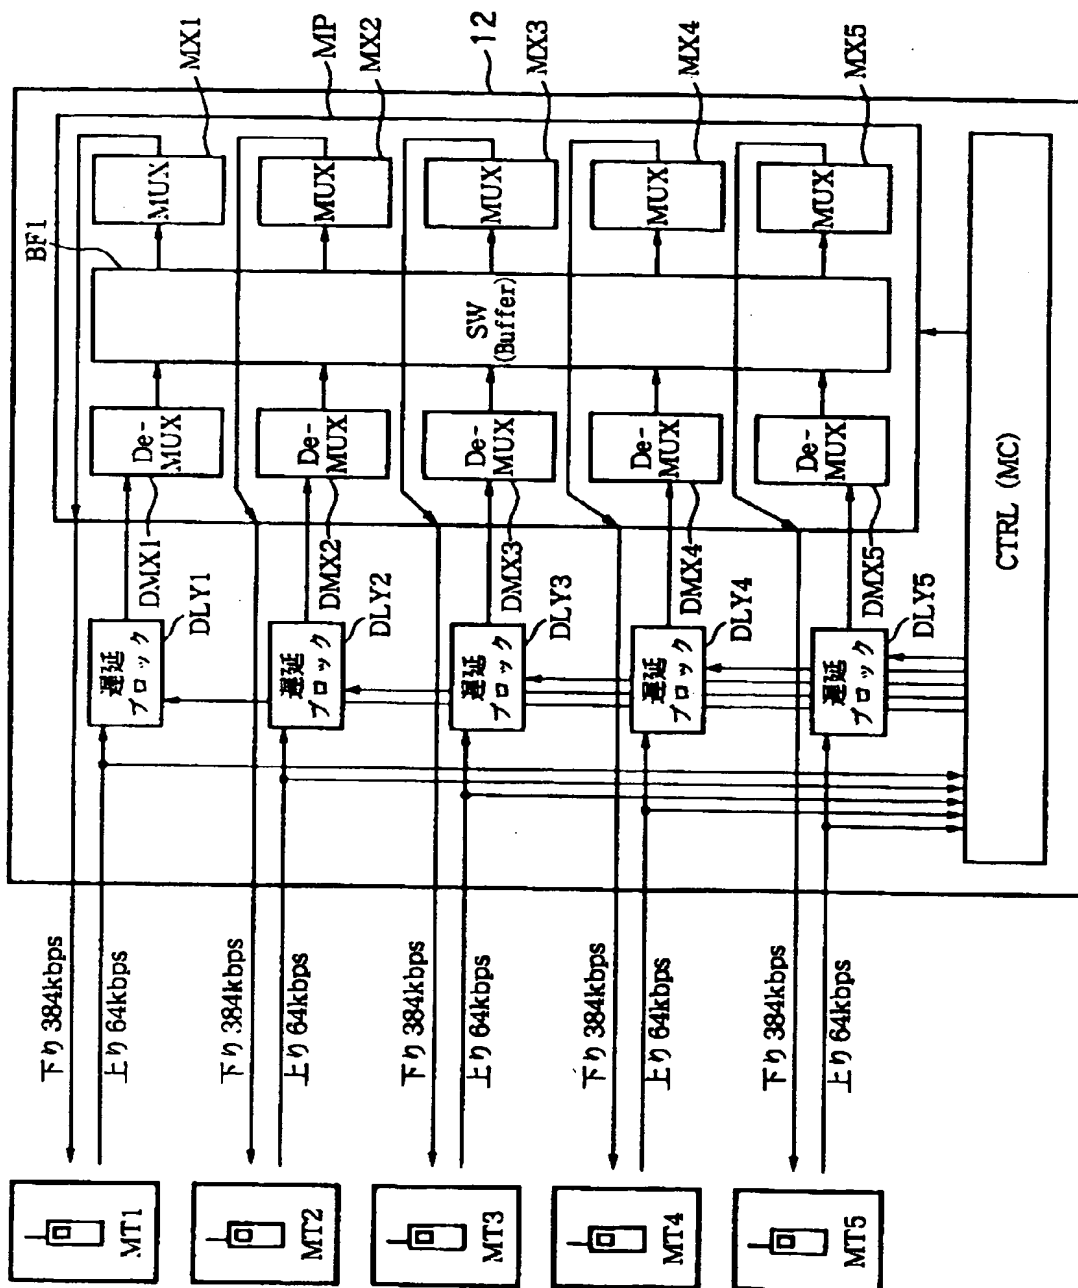 MT1
下り 384kbps
上り 64kbps
遅延
ブロック
DLY1
DMX1
De-
MUX
BF1
MUX
MX1
MP
MT2
下り 384kbps
上り 64kbps
遅延
ブロック
DLY2
DMX2
De-
MUX
MUX
MX2
12
MT3
下り 384kbps
上り 64kbps
遅延
ブロック
DLY3
DMX3
De-
MUX
SW
(Buffer)
MUX
MX3
MT4
下り 384kbps
上り 64kbps
遅延
ブロック
DLY4
DMX4
De-
MUX
MUX
MX4
MT5
下り 384kbps
上り 64kbps
遅延
ブロック
DLY5
DMX5
De-
MUX
MUX
MX5
CTRL (MC)